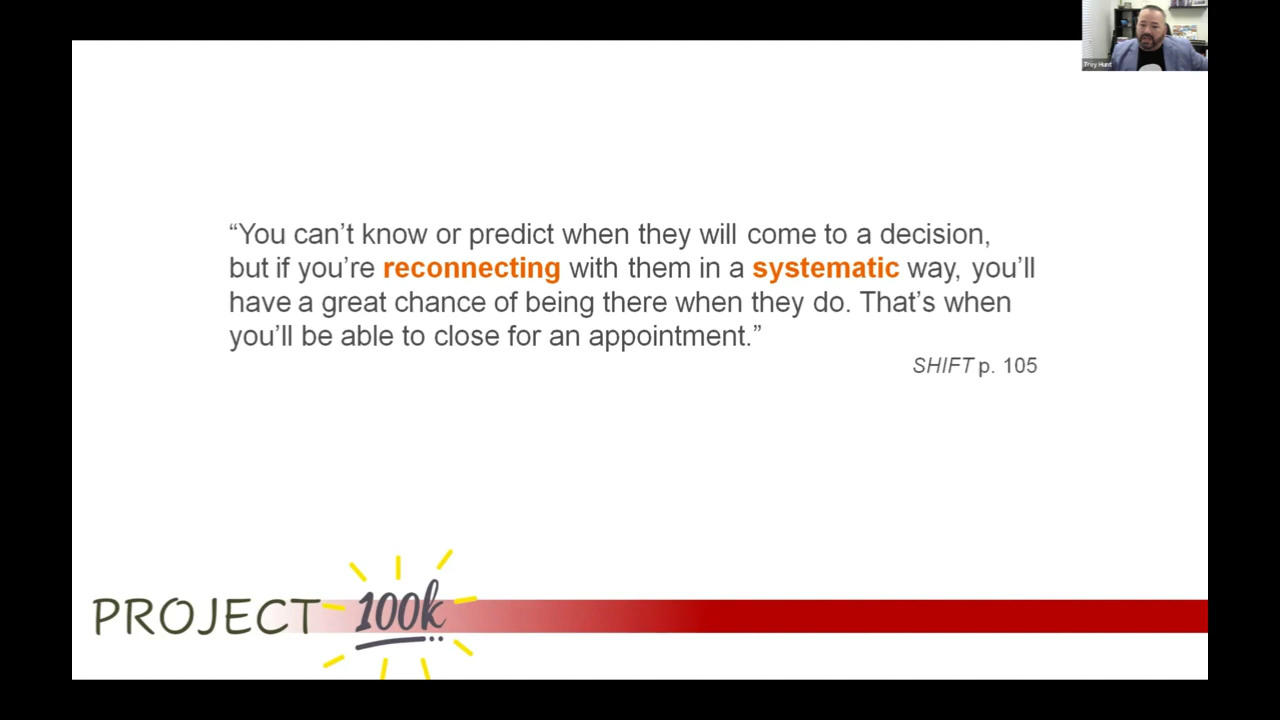 Trey Hunt
“You can’t know or predict when they will come to a decision,
but if you’re reconnecting with them in a systematic way, you’ll
have a great chance of being there when they do. That’s when
you’ll be able to close for an appointment.”
SHIFT p. 105
PROJECT 100k